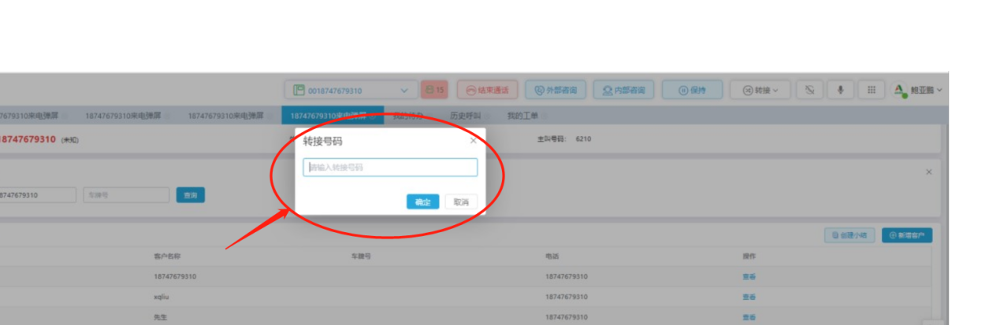 0018747679310
15
结束通话
外部咨询
内部咨询
保持
转接
鲍亚鹏
7679310来电弹屏
18747679310来电弹屏
18747679310来电弹屏
18747679310来电弹屏
我的待办
历史呼叫
我的工单
18747679310 (未知)
主叫号码: 6210
转接号码
请输入转接号码
确定
取消
8747679310
车牌号
查询
创建小结
新增客户
客户名称
车牌号
电话
操作
18747679310
18747679310
查看
xqliu
18747679310
查看
先生
18747679310
查看